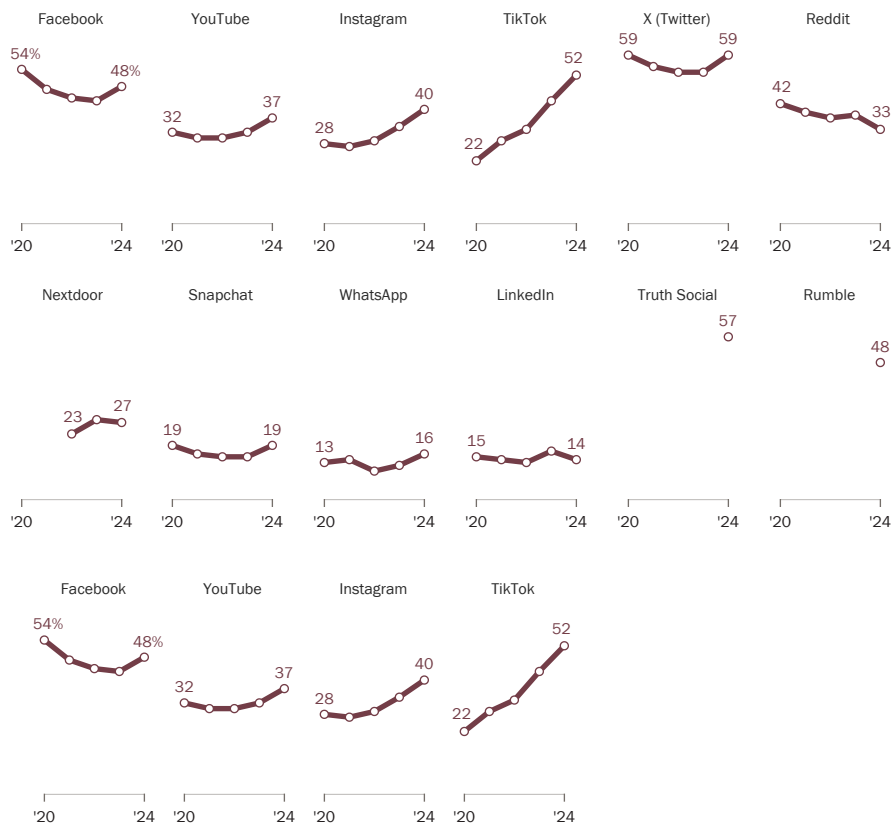 Facebook YouTube Instagram TikTok X (Twitter) Reddit
54% 48% 32 37 28 40 22 52 59 59 42 33
'20 '24 '20 '24 '20 '24 '20 '24 '20 '24 '20 '24
Nextdoor Snapchat WhatsApp LinkedIn Truth Social Rumble
23 27 19 19 13 16 15 14 57 48
'20 '24 '20 '24 '20 '24 '20 '24 '20 '24 '20 '24
Facebook YouTube Instagram TikTok
54% 48% 32 37 28 40 22 52
'20 '24 '20 '24 '20 '24 '20 '24